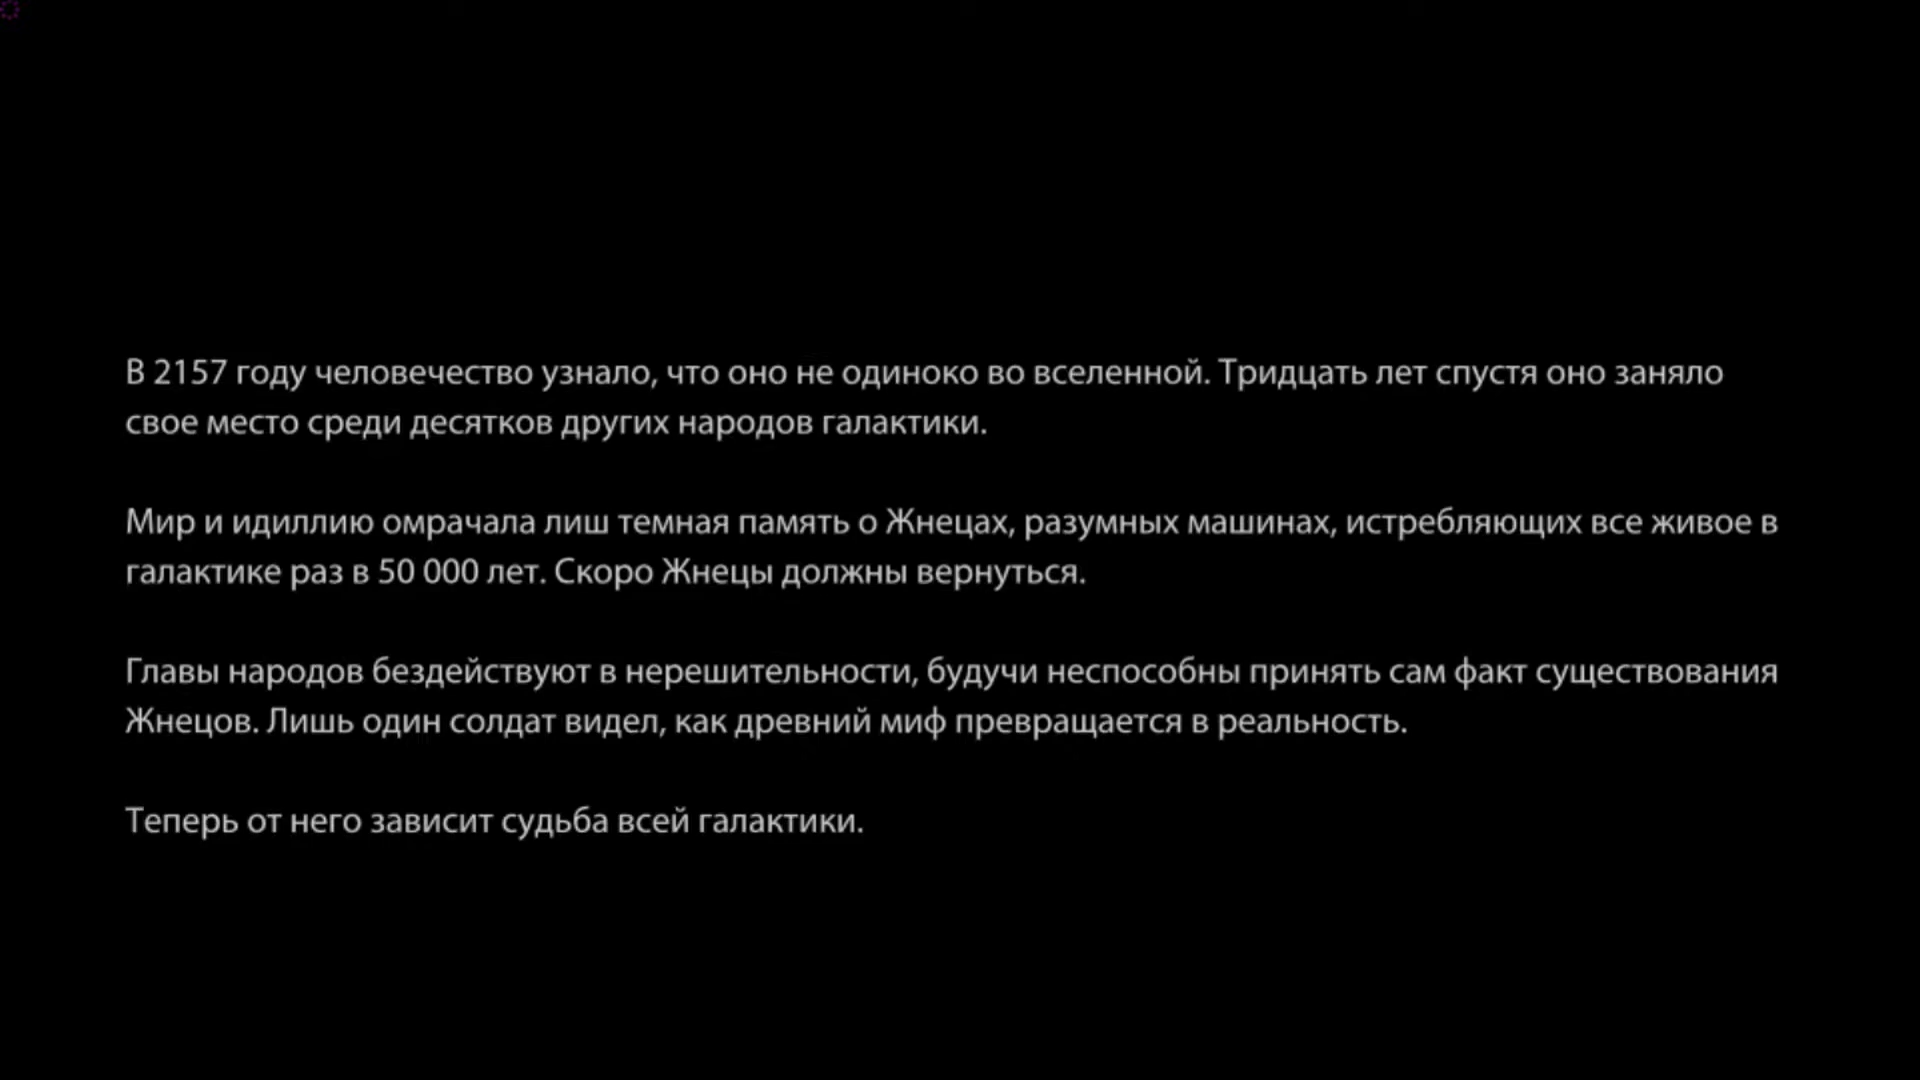 В 2157 году человечество узнало, что оно не одиноко во вселенной. Тридцать лет спустя оно заняло
свое место среди десятков других народов галактики.
Мир и идиллию омрачала лиш темная память о Жнецах, разумных машинах, истребляющих все живое в
галактике раз в 50 000 лет. Скоро Жнецы должны вернуться.
Главы народов бездействуют в нерешительности, будучи неспособны принять сам факт существования
Жнецов. Лишь один солдат видел, как древний миф превращается в реальность.
Теперь от него зависит судьба всей галактики.